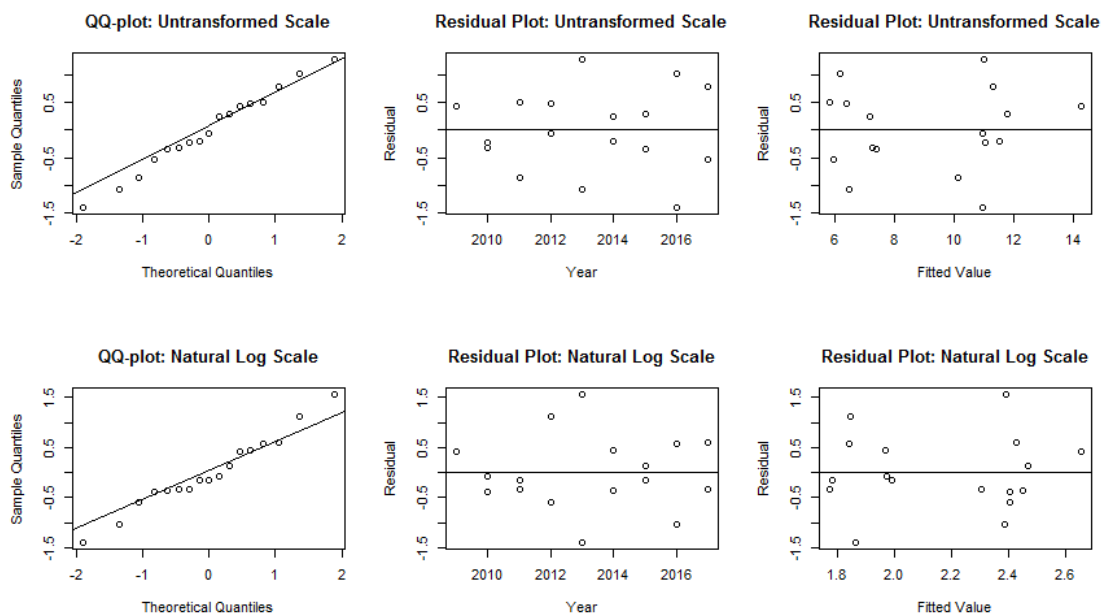 QQ-plot: Untransformed Scale
Sample Quantiles
-1.5 -0.5 0.5
-2 -1 0 1 2
Theoretical Quantiles
Residual Plot: Untransformed Scale
Residual
-1.5 -0.5 0.5
2010 2012 2014 2016
Year
Residual Plot: Untransformed Scale
Residual
-1.5 -0.5 0.5
6 8 10 12 14
Fitted Value
QQ-plot: Natural Log Scale
Sample Quantiles
-1.5 -0.5 0.5 1.5
-2 -1 0 1 2
Theoretical Quantiles
Residual Plot: Natural Log Scale
Residual
-1.5 -0.5 0.5 1.5
2010 2012 2014 2016
Year
Residual Plot: Natural Log Scale
Residual
-1.5 -0.5 0.5 1.5
1.8 2.0 2.2 2.4 2.6
Fitted Value